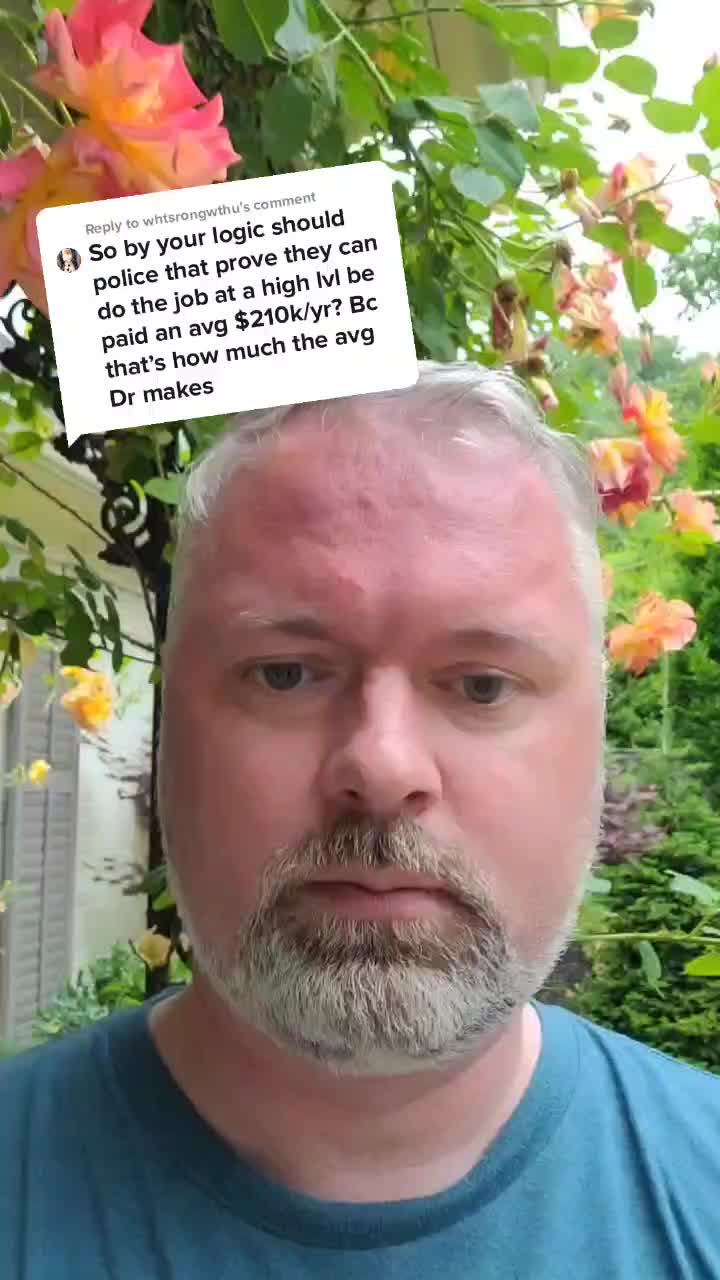 Reply to whtsrongwthu's comment
So by your logic should
police that prove they can
do the job at a high lvl be
paid an avg $210k/yr? Bc
that's how much the avg
Dr makes